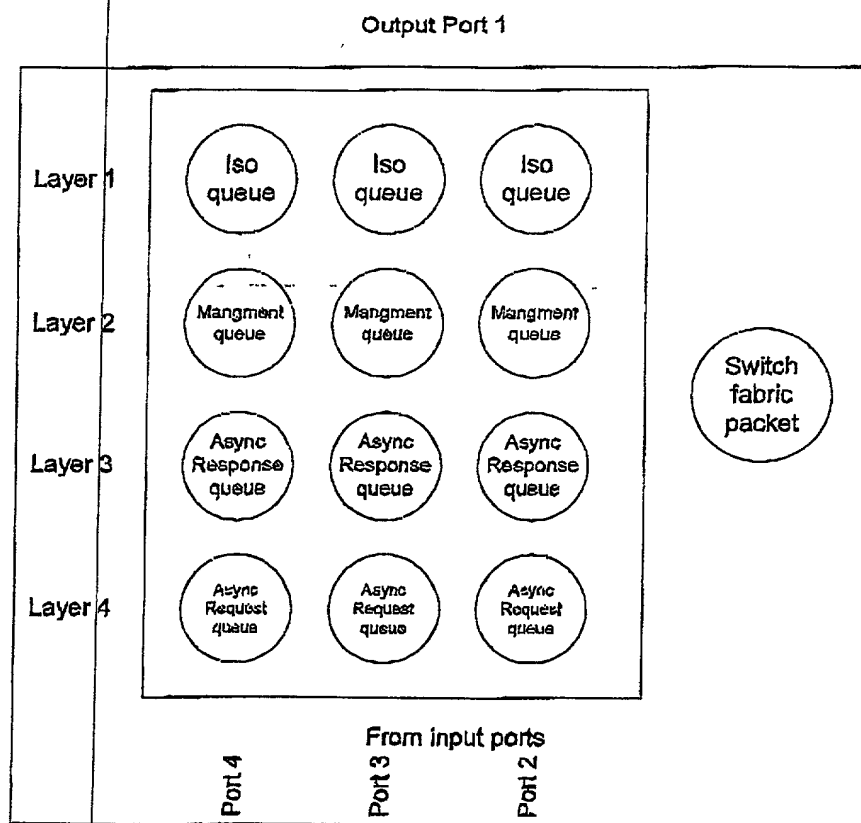 Output Port 1
Layer 1
Iso
queue
Iso
queue
Iso
queue
Layer 2
Mangment
queue
Mangment
queue
Mangment
queue
Switch
fabric
packet
Layer 3
Async
Response
queue
Async
Response
queue
Async
Response
queue
Layer 4
Async
Request
queue
Async
Request
queue
Async
Request
queue
From input ports
Port 4
Port 3
Port 2